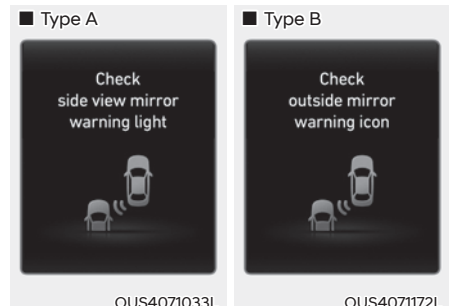 ■ Type A
Check
side view mirror
warning light
OUS4071033L
■ Type B
Check
outside mirror
warning icon
OUS4071172L